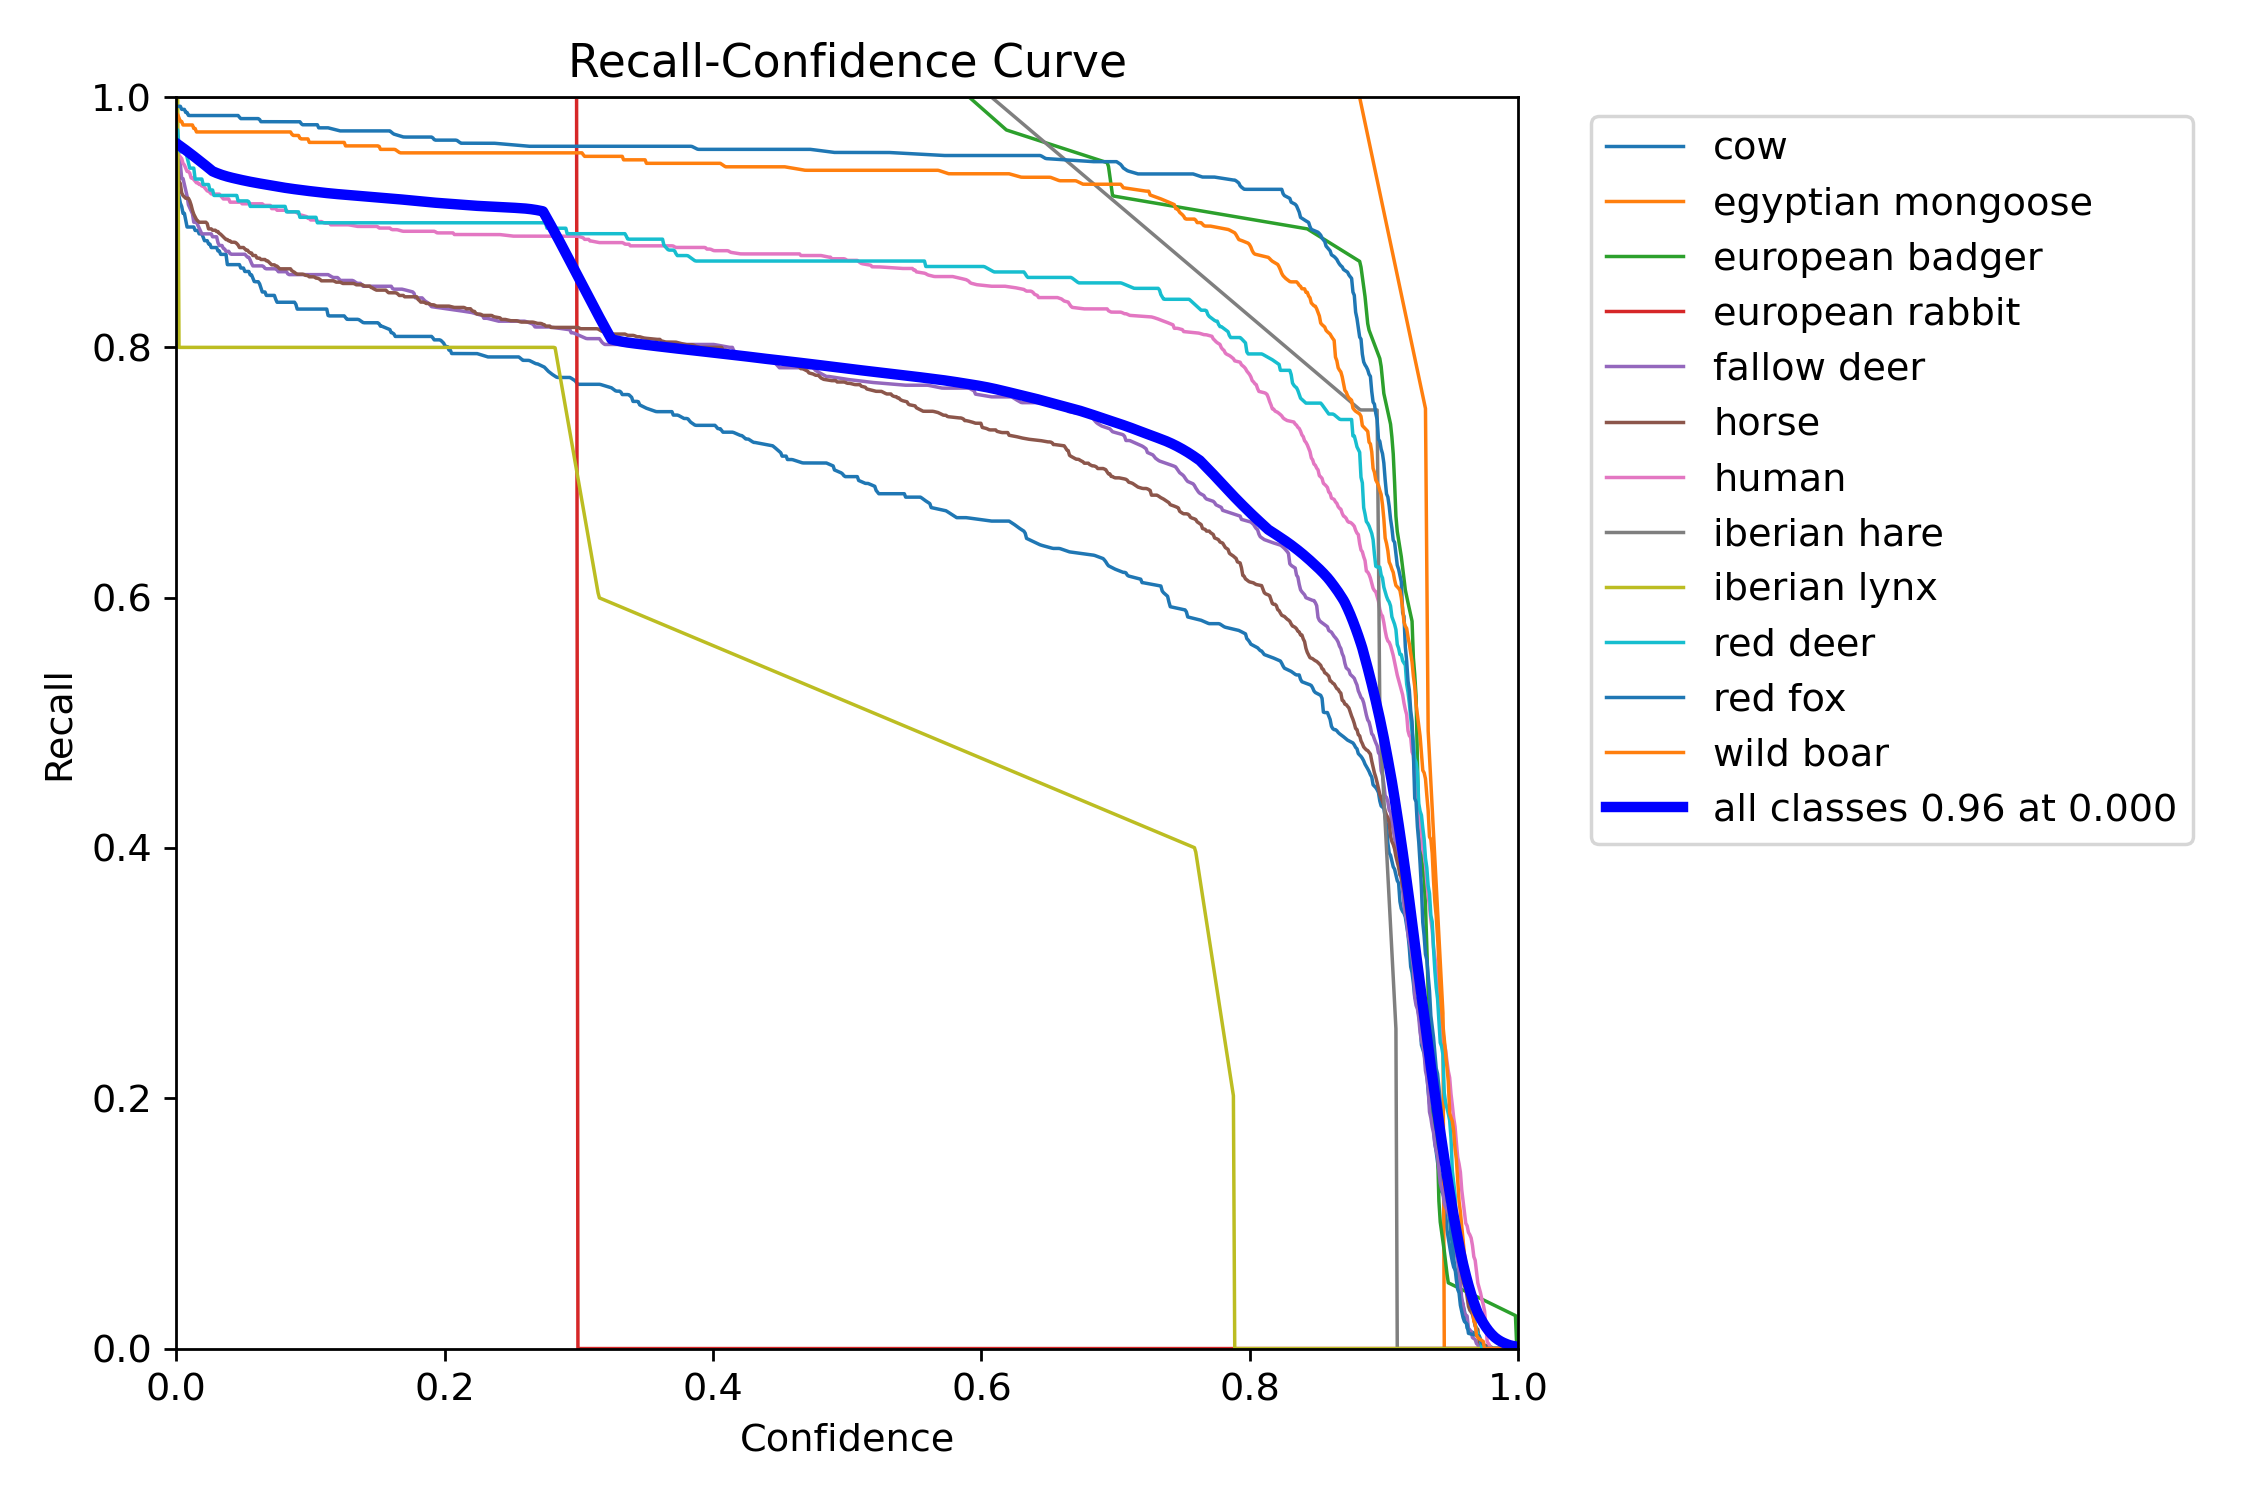 Recall-Confidence Curve
1.0
0.8
0.6
0.4
0.2
0.0
Recall
0.0 0.2 0.4 0.6 0.8 1.0
Confidence
cow
egyptian mongoose
european badger
european rabbit
fallow deer
horse
human
iberian hare
iberian lynx
red deer
red fox
wild boar
all classes 0.96 at 0.000